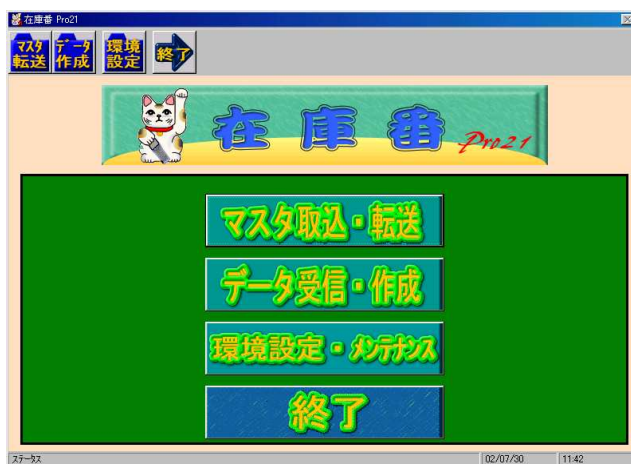 在庫番 Pro21
マスタ転送 データ作成 環境設定 終了
在庫番 Pro21
マスタ取込・転送
データ受信・作成
環境設定・メンテナンス
終了
ステータス 02/07/30 11:42